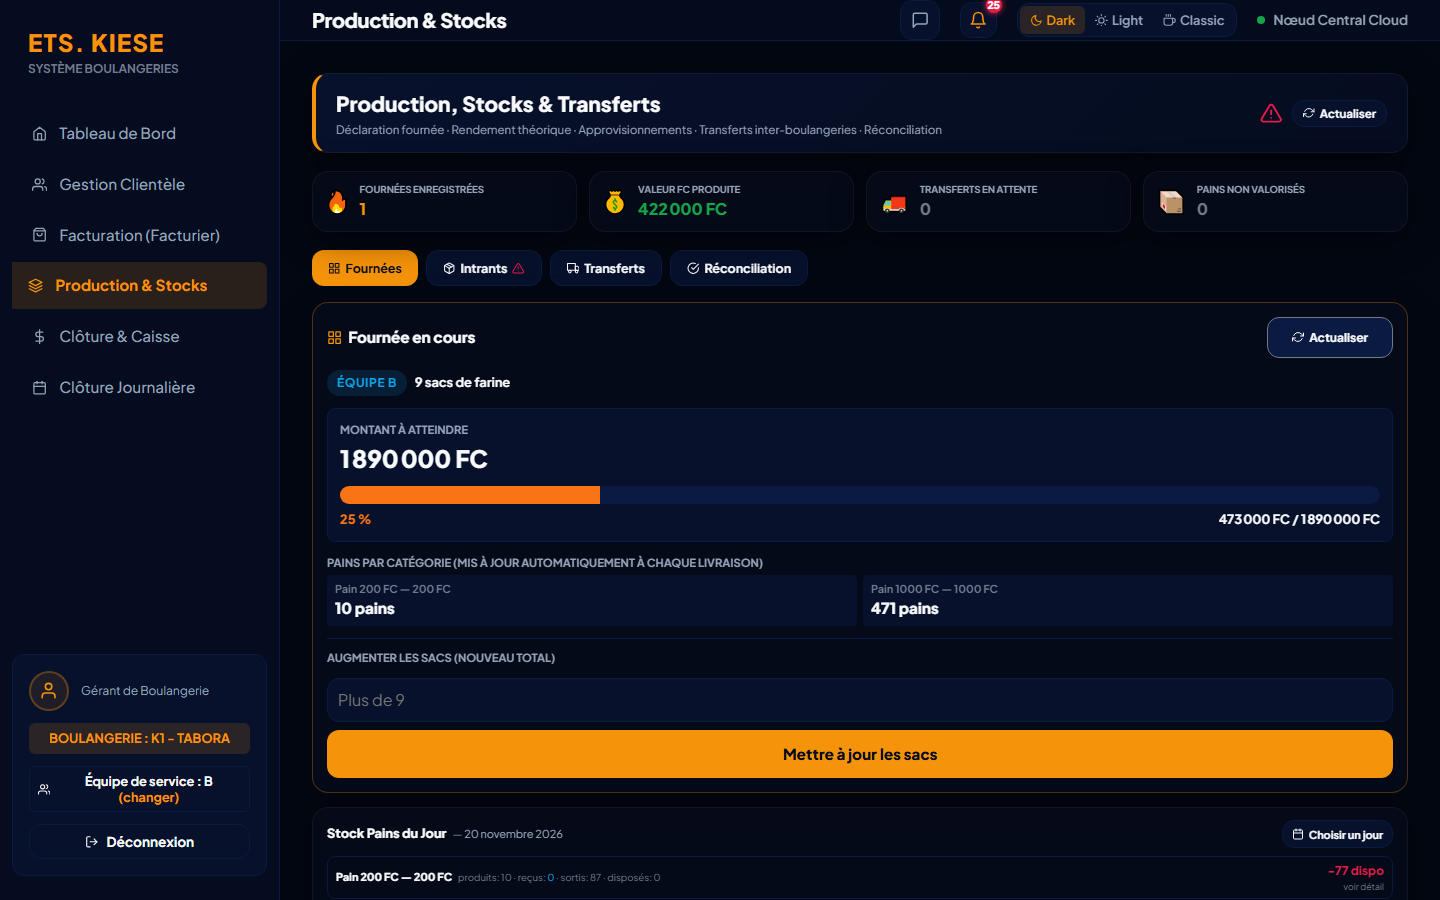 ETS. KIESE
SYSTÈME BOULANGERIES
Tableau de Bord
Gestion Clientèle
Facturation (Facturier)
Production & Stocks
Clôture & Caisse
Clôture Journalière
Gérant de Boulangerie
BOULANGERIE : K1 - TABORA
Équipe de service : B
(changer)
Déconnexion
Production & Stocks
25
Dark
Light
Classic
Nœud Central Cloud
Production, Stocks & Transferts
Déclaration fournée · Rendement théorique · Approvisionnements · Transferts inter-boulangeries · Réconciliation
Actualiser
FOURNÉES ENREGISTRÉES
1
VALEUR FC PRODUITE
422 000 FC
TRANSFERTS EN ATTENTE
0
PAINS NON VALORISÉS
0
Fournées
Intrants
Transferts
Réconciliation
Fournée en cours
Actualiser
ÉQUIPE B
9 sacs de farine
MONTANT À ATTEINDRE
1 890 000 FC
25 %
473 000 FC / 1 890 000 FC
PAINS PAR CATÉGORIE (MIS À JOUR AUTOMATIQUEMENT À CHAQUE LIVRAISON)
Pain 200 FC — 200 FC
10 pains
Pain 1000 FC — 1000 FC
471 pains
AUGMENTER LES SACS (NOUVEAU TOTAL)
Plus de 9
Mettre à jour les sacs
Stock Pains du Jour — 20 novembre 2026
Choisir un jour
Pain 200 FC — 200 FC produits: 10 · reçus: 0 · sortis: 87 · disposés: 0
-77 dispo
voir détail